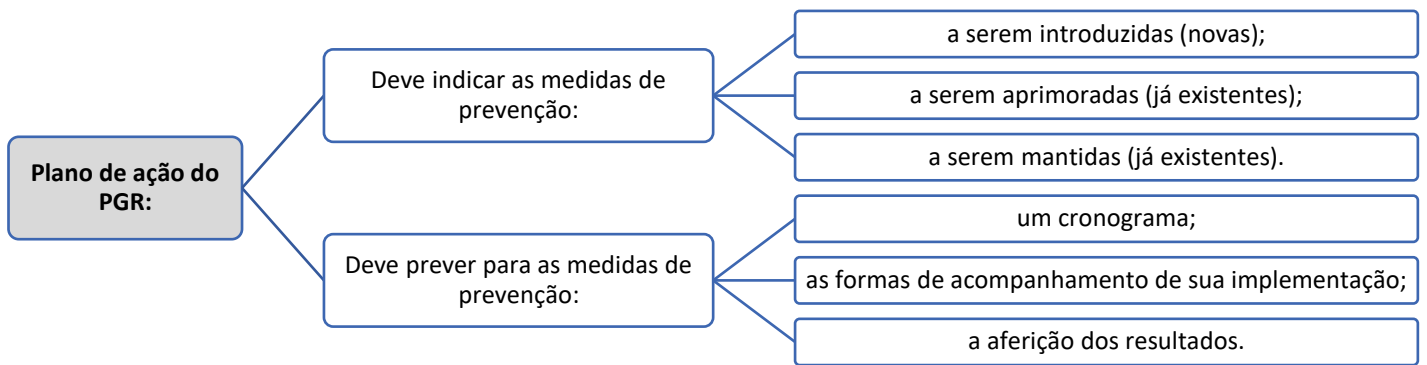 Plano de ação do
PGR:
Deve indicar as medidas de
prevenção:
a serem introduzidas (novas);
a serem aprimoradas (já existentes);
a serem mantidas (já existentes).
Deve prever para as medidas de
prevenção:
um cronograma;
as formas de acompanhamento de sua implementação;
a aferição dos resultados.